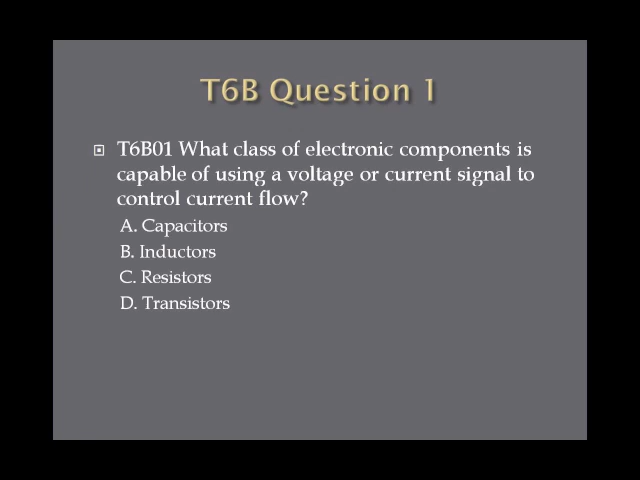 T6B Question 1
T6B01 What class of electronic components is
capable of using a voltage or current signal to
control current flow?
A. Capacitors
B. Inductors
C. Resistors
D. Transistors